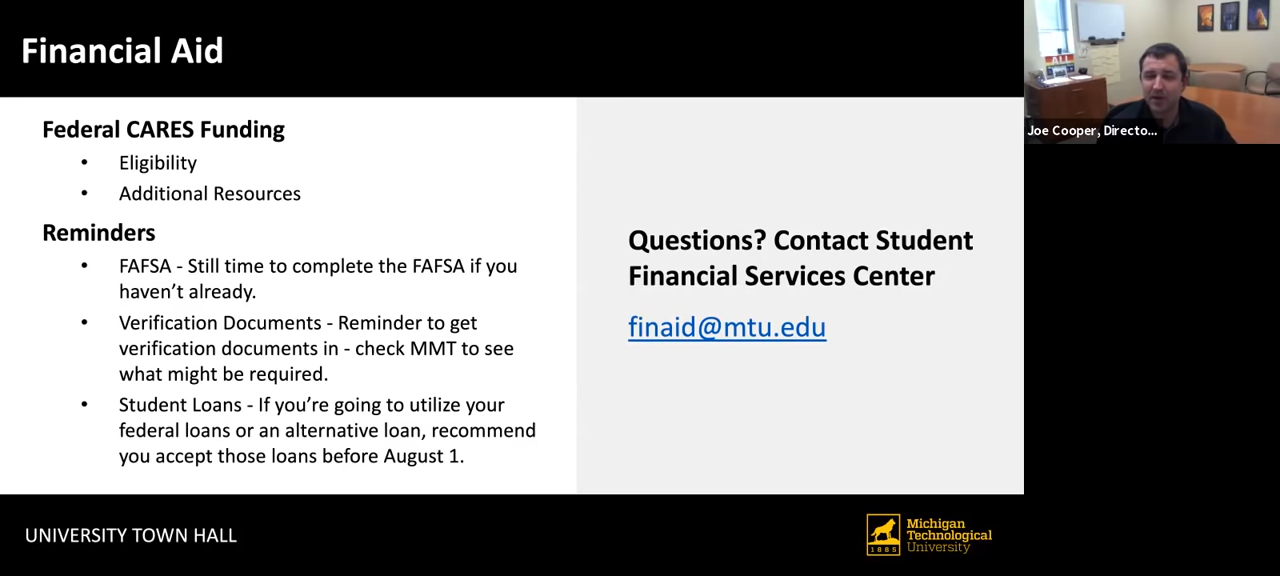 Financial Aid
Federal CARES Funding
• Eligibility
• Additional Resources
Reminders
• FAFSA - Still time to complete the FAFSA if you
haven't already.
• Verification Documents - Reminder to get
verification documents in - check MMT to see
what might be required.
• Student Loans - If you're going to utilize your
federal loans or an alternative loan, recommend
you accept those loans before August 1.
Questions? Contact Student
Financial Services Center
finaid@mtu.edu
Joe Cooper, Directo...
UNIVERSITY TOWN HALL
1885
Michigan
Technological
University